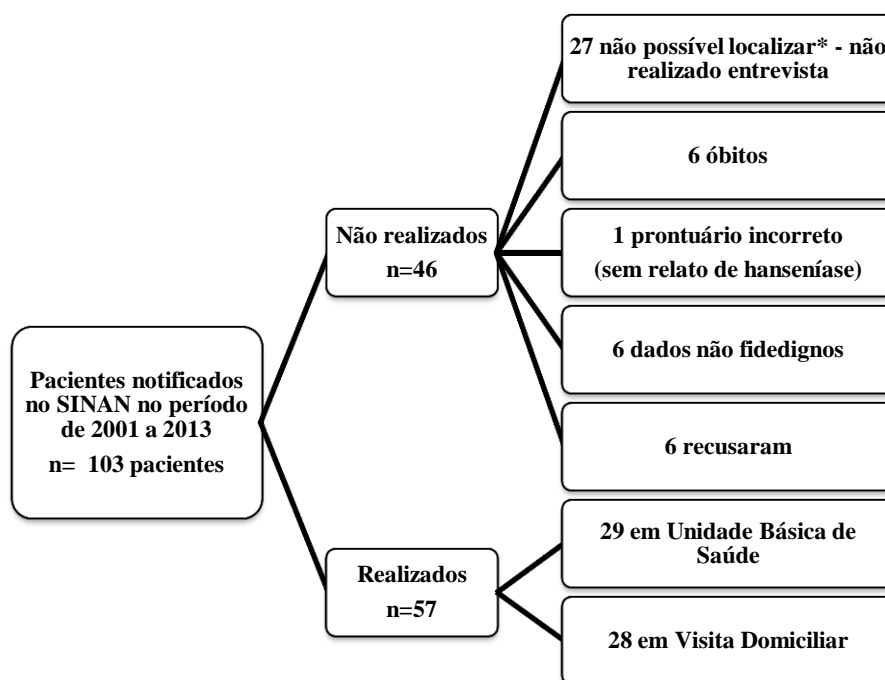 Pacientes notificados
no SINAN no período
de 2001 a 2013
n= 103 pacientes
Não realizados
n=46
27 não possível localizar* - não
realizado entrevista
6 óbitos
1 prontuário incorreto
(sem relato de hanseníase)
6 dados não fidedignos
6 recusaram
Realizados
n=57
29 em Unidade Básica de
Saúde
28 em Visita Domiciliar